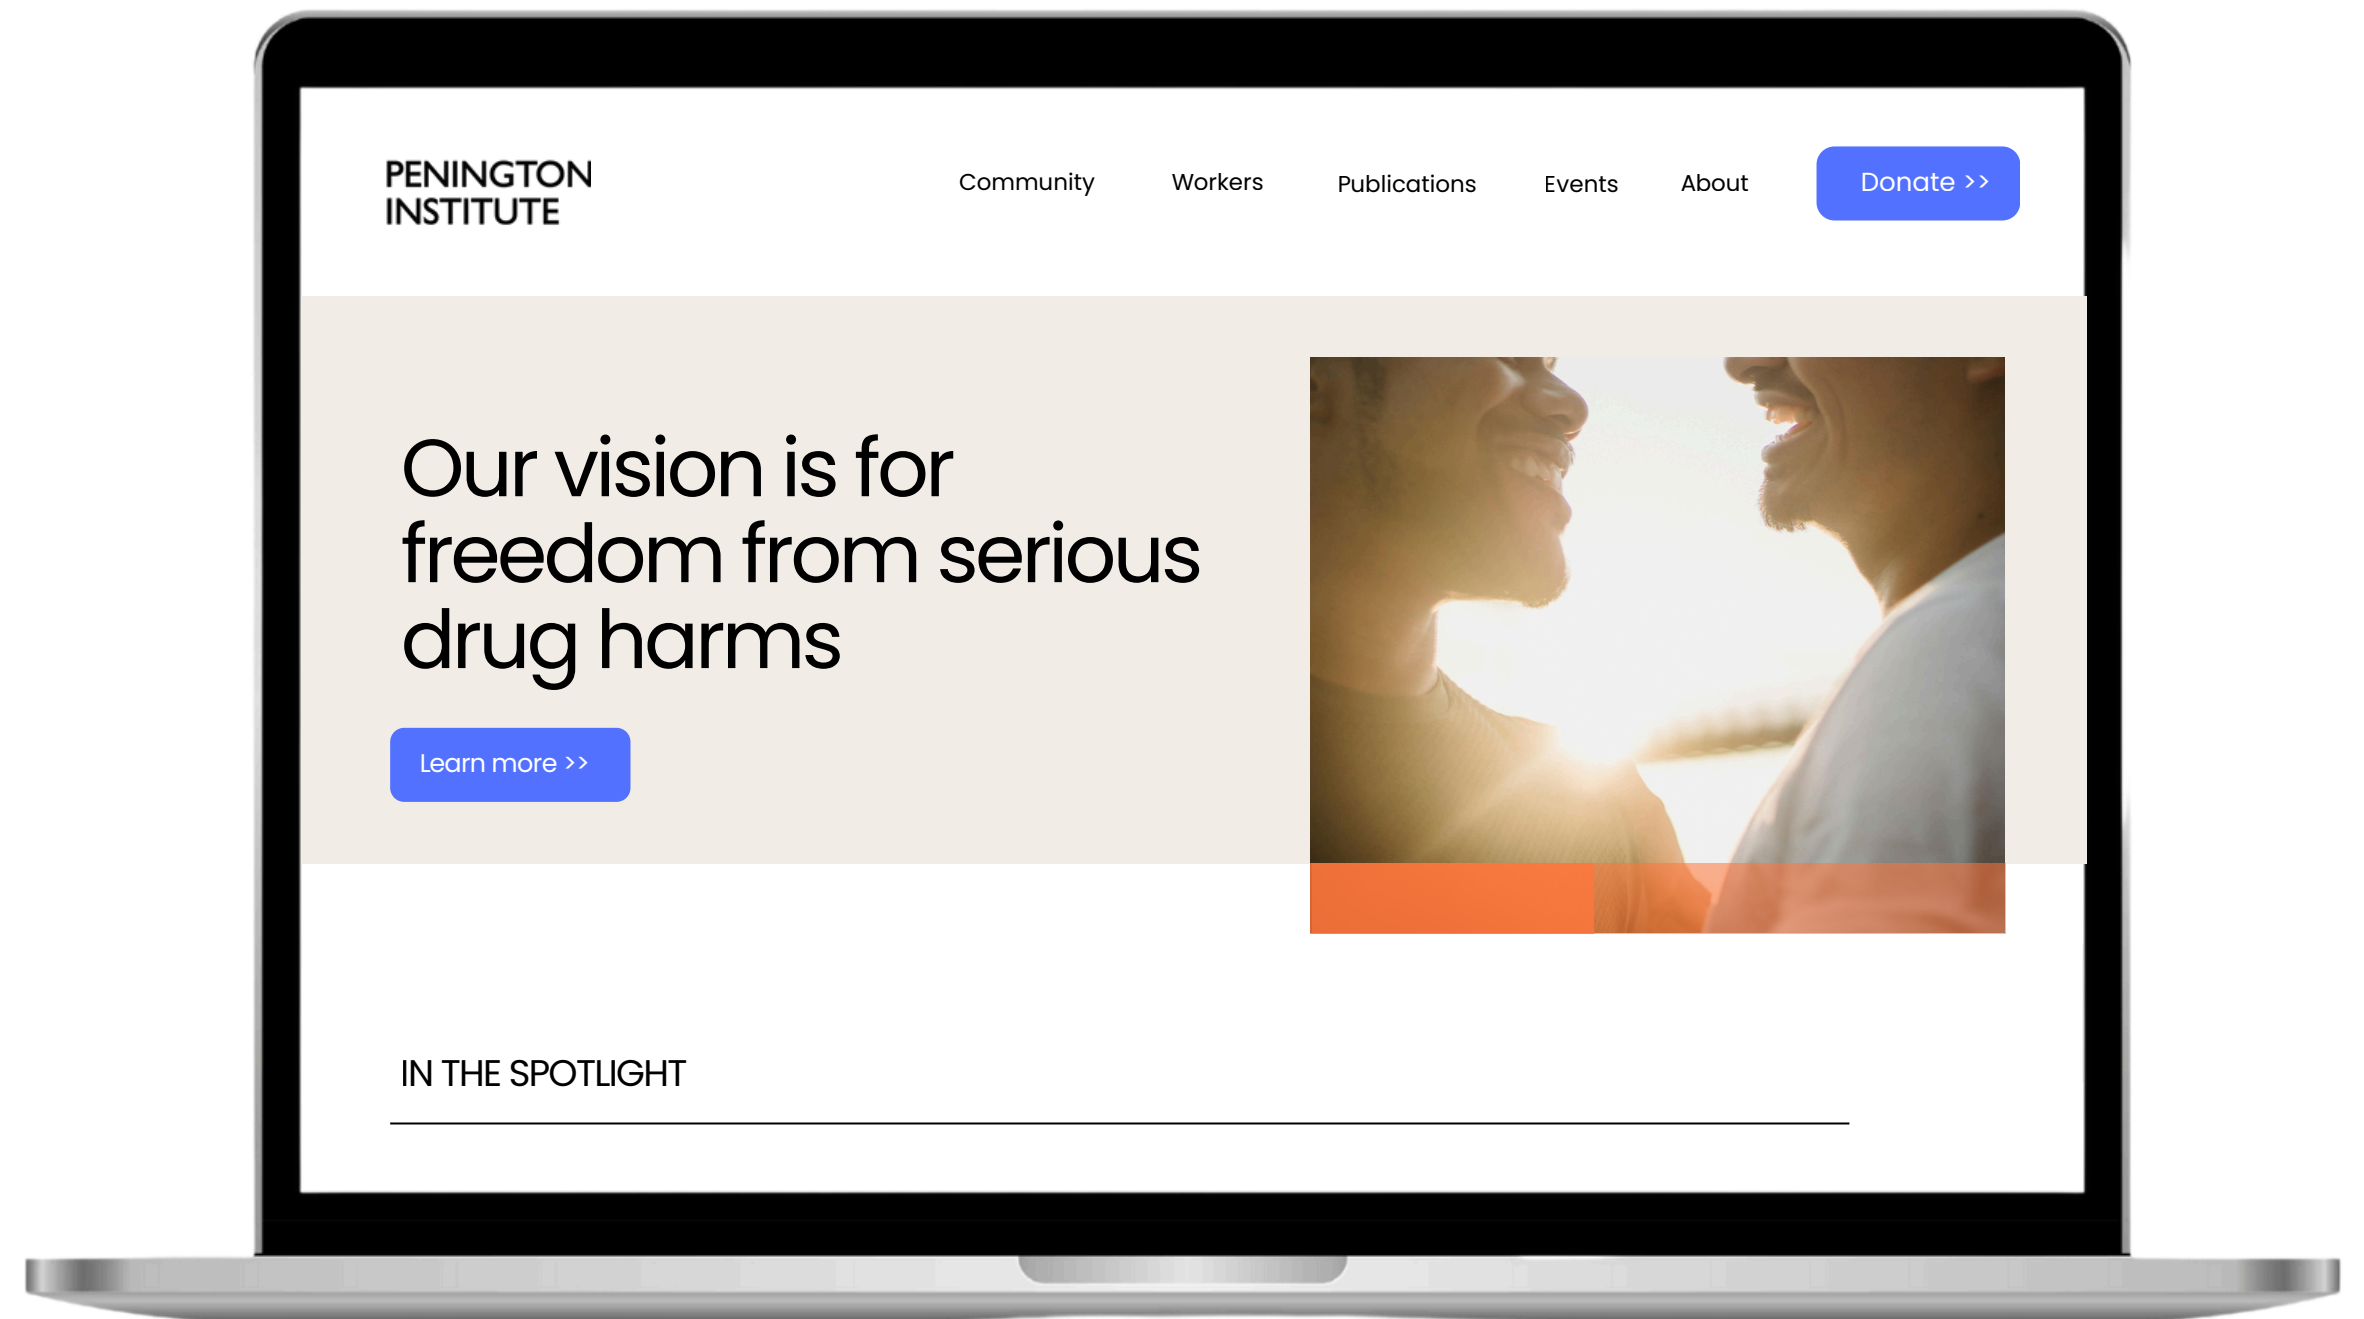 PENINGTON
INSTITUTE
Community Workers Publications Events About Donate >>
Our vision is for
freedom from serious
drug harms
Learn more >>
IN THE SPOTLIGHT